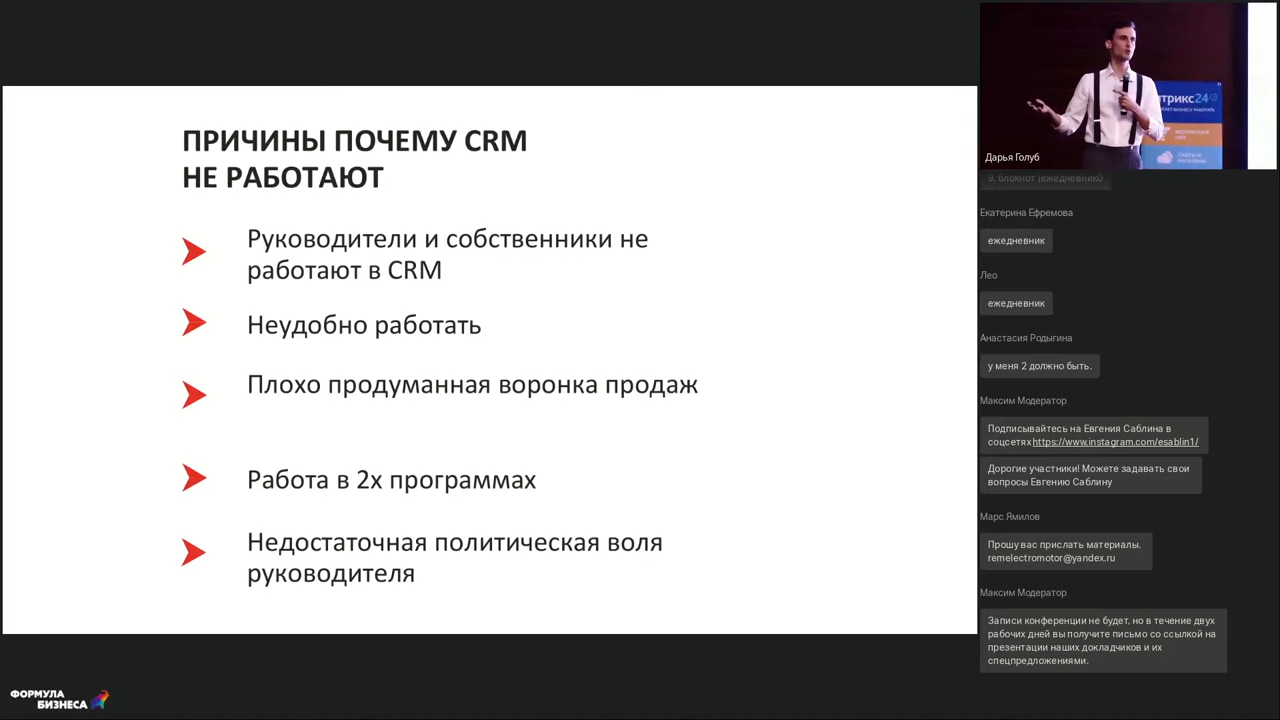 ПРИЧИНЫ ПОЧЕМУ CRM
НЕ РАБОТАЮТ
Руководители и собственники не
работают в CRM
Неудобно работать
Плохо продуманная воронка продаж
Работа в 2х программах
Недостаточная политическая воля
руководителя
ФОРМУЛА
БИЗНЕСА
трикс24
Дарья Голуб
9. блокнот (ежедневник0
Екатерина Ефремова
ежедневник
Лео
ежедневник
Анастасия Родыгина
у меня 2 должно быть.
Максим Модератор
Подписывайтесь на Евгения Саблина в
соцсетях https://www.instagram.com/esablin1/
Дорогие участники! Можете задавать свои
вопросы Евгению Саблину
Марс Ямилов
Прошу вас прислать материалы.
remelectromotor@yandex.ru
Максим Модератор
Записи конференции не будет, но в течение двух
рабочих дней вы получите письмо со ссылкой на
презентации наших докладчиков и их
спецпредложениями.